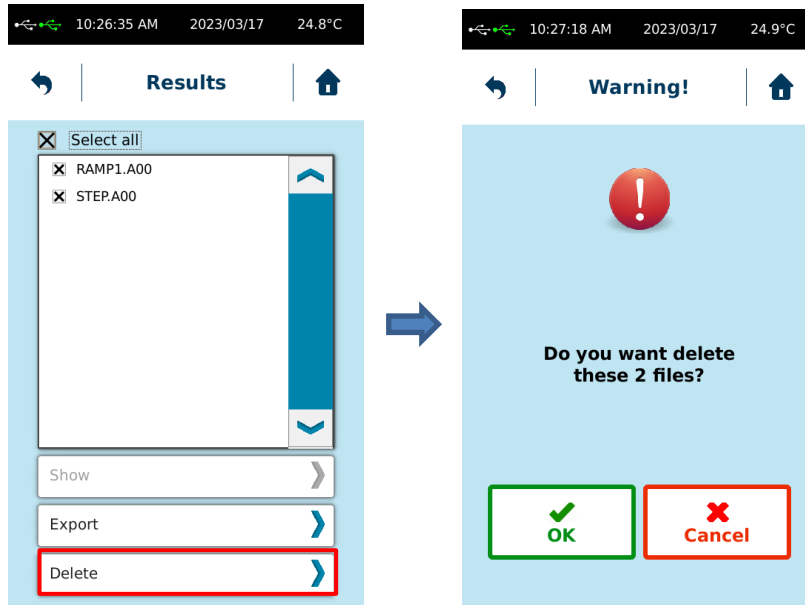 10:26:35 AM 2023/03/17 24.8°C
Results
Select all
RAMP1.A00
STEP.A00
Show
Export
Delete
10:27:18 AM 2023/03/17 24.9°C
Warning!
Do you want delete
these 2 files?
OK
Cancel